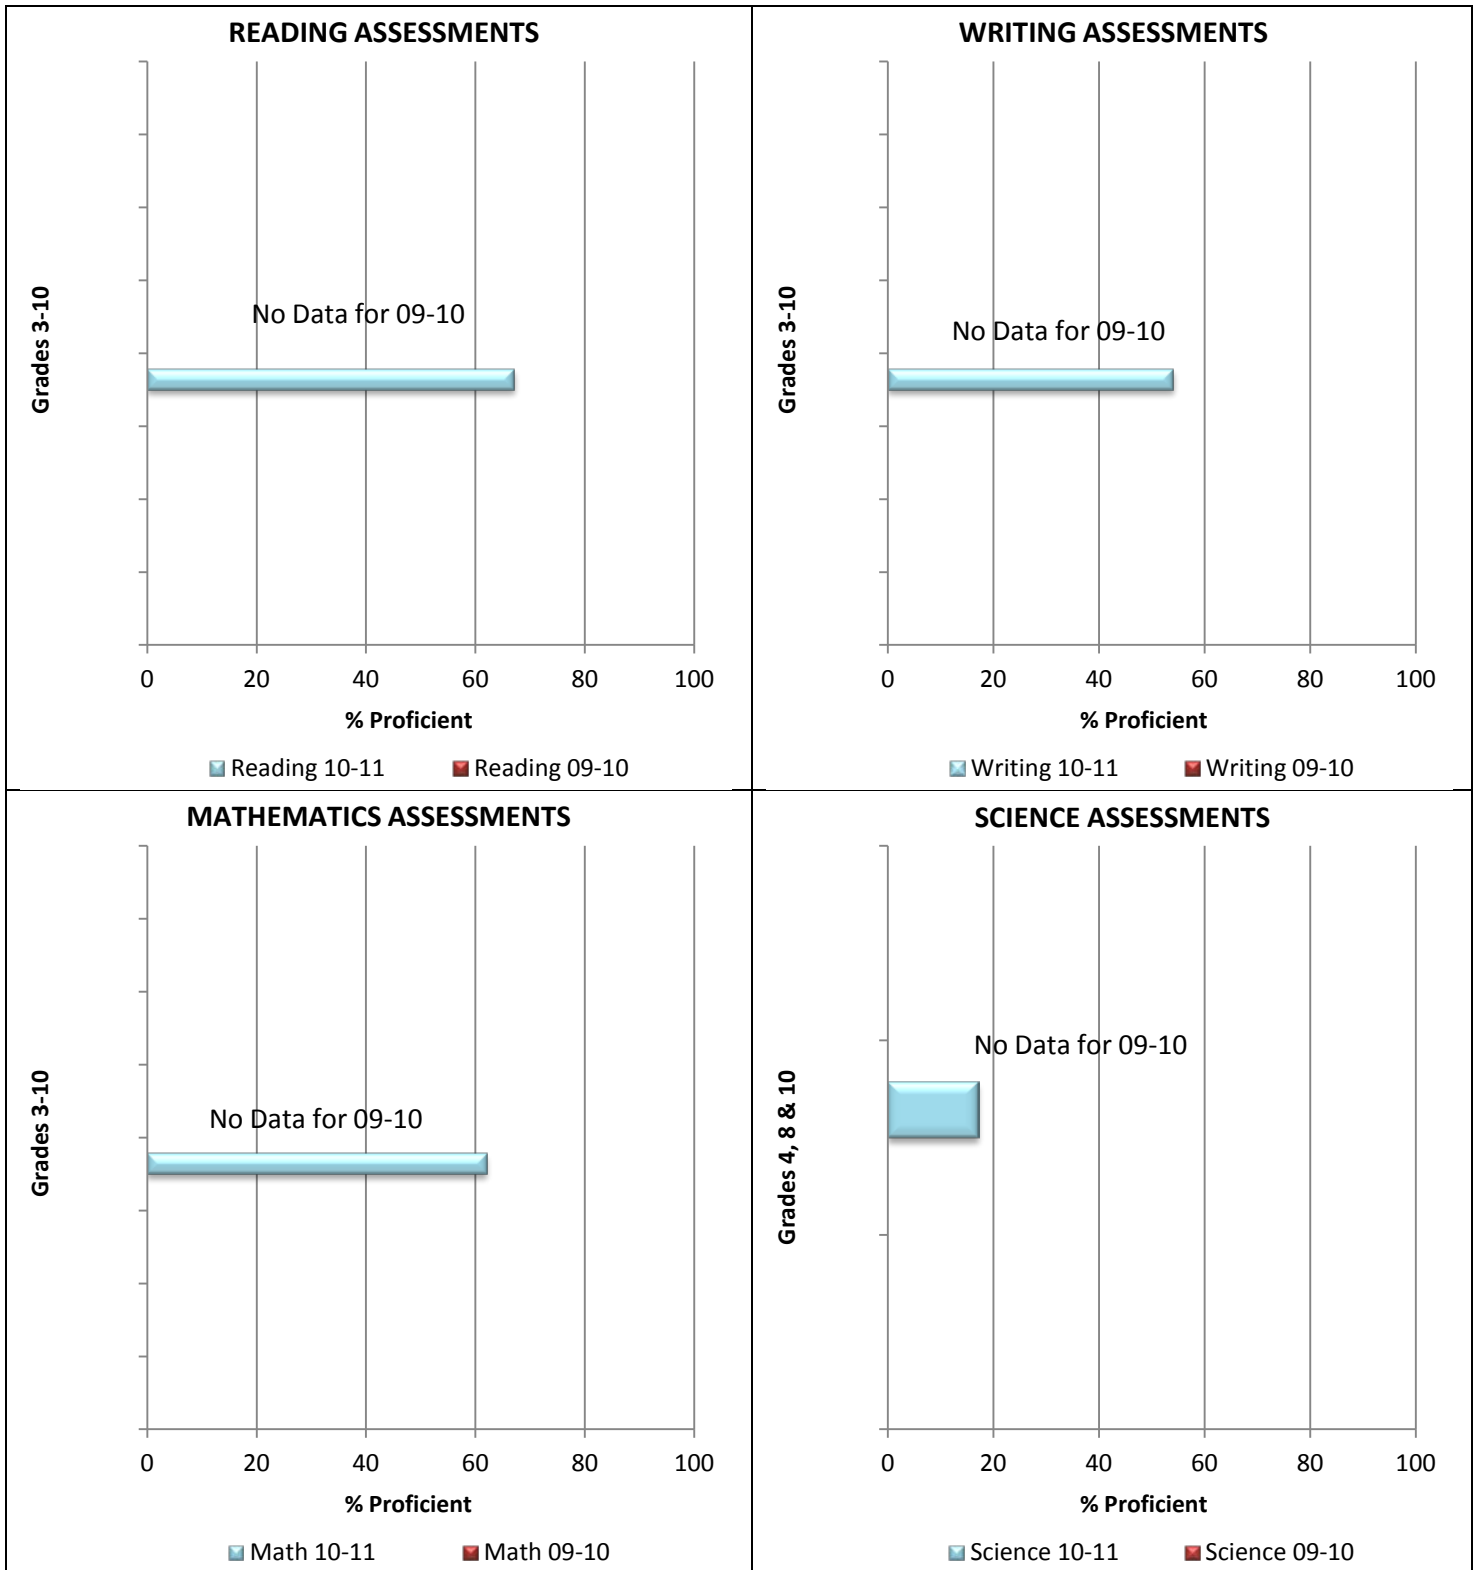 READING ASSESSMENTS
No Data for 09-10
Grades 3-10
0 20 40 60 80 100
% Proficient
Reading 10-11 Reading 09-10
WRITING ASSESSMENTS
No Data for 09-10
Grades 3-10
0 20 40 60 80 100
% Proficient
Writing 10-11 Writing 09-10
MATHEMATICS ASSESSMENTS
No Data for 09-10
Grades 3-10
0 20 40 60 80 100
% Proficient
Math 10-11 Math 09-10
SCIENCE ASSESSMENTS
No Data for 09-10
Grades 4, 8 & 10
0 20 40 60 80 100
% Proficient
Science 10-11 Science 09-10